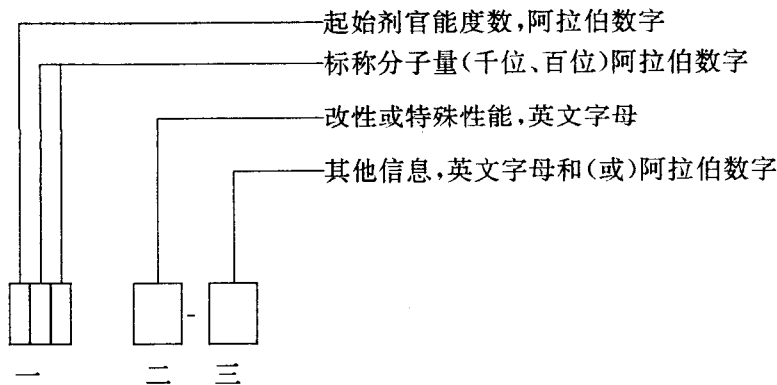 起始剂官能度数,阿拉伯数字
标称分子量(千位、百位)阿拉伯数字
改性或特殊性能,英文字母
其他信息,英文字母和(或)阿拉伯数字
-
一 二 三